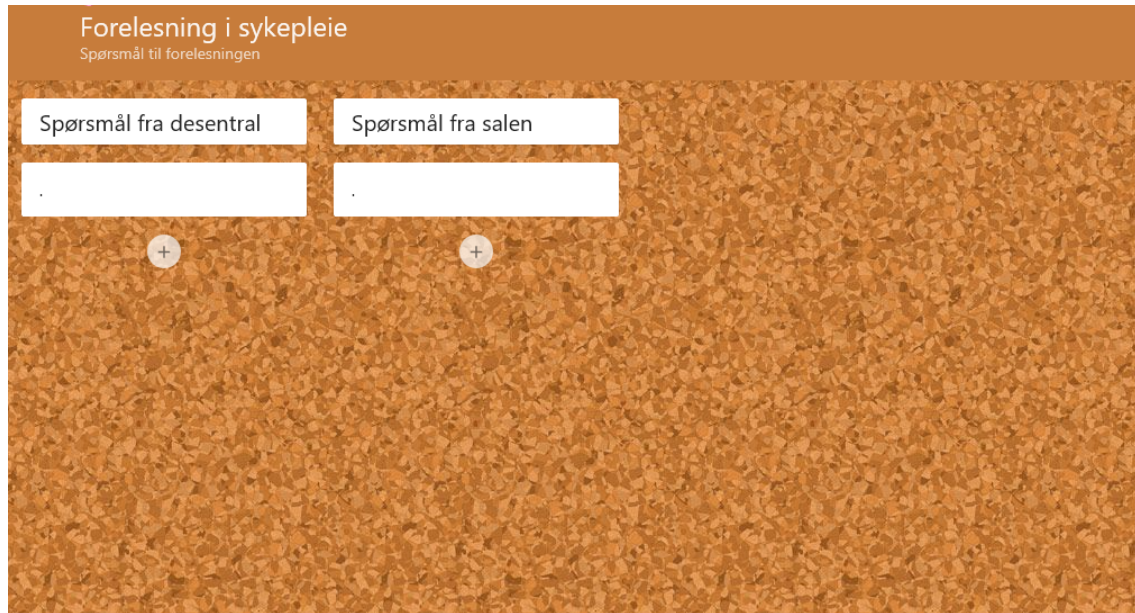 Forelesning i sykepleie
Spørsmål til forelesningen
Spørsmål fra desentral
Spørsmål fra salen
.
.
+
+